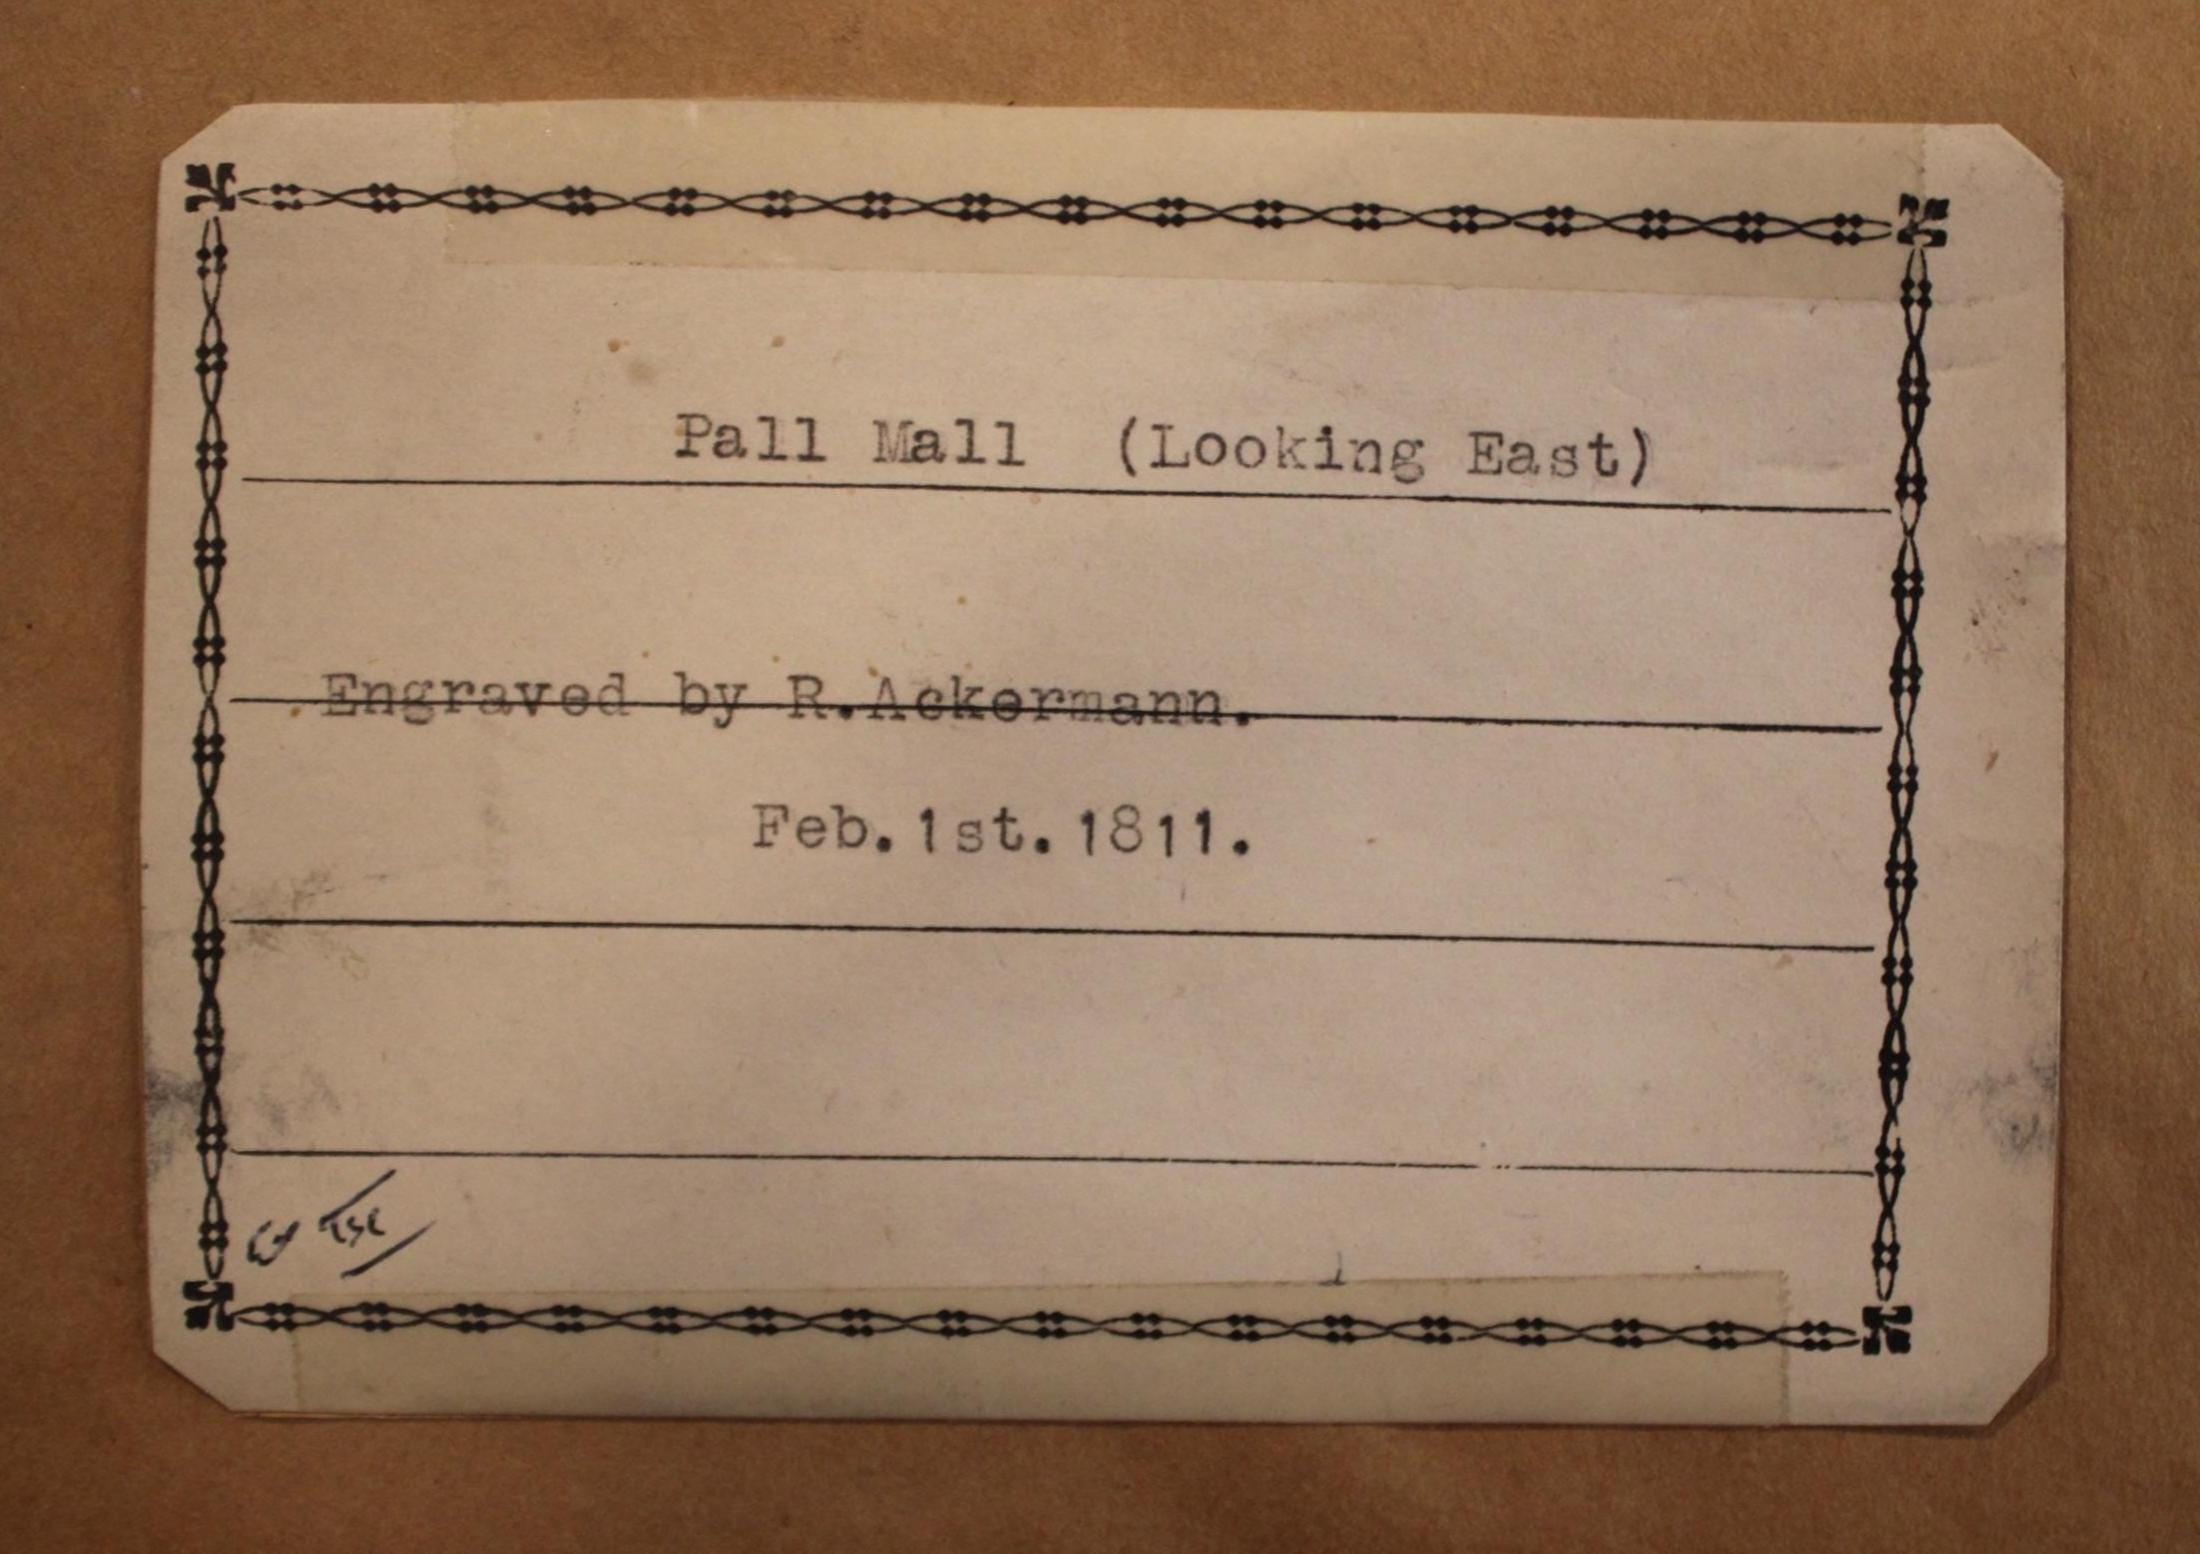 Pall Mall (Looking East)
Engraved by R.Ackermann.
Feb.1st.1811.